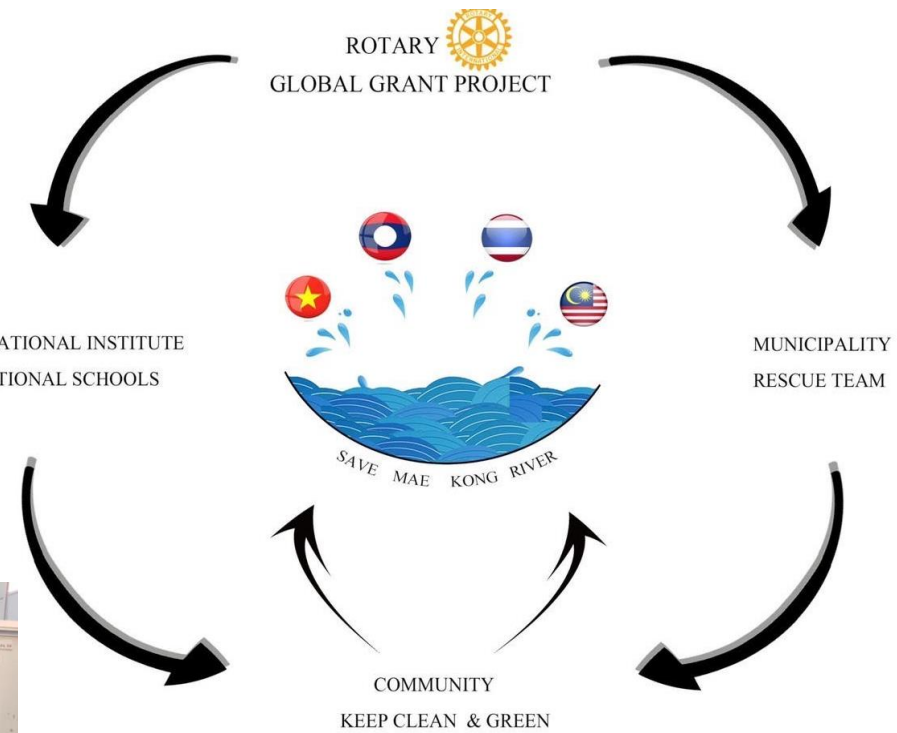 ROTARY
GLOBAL GRANT PROJECT
ATIONAL INSTITUTE
TIONAL SCHOOLS
MUNICIPALITY
RESCUE TEAM
SAVE MAE KONG RIVER
COMMUNITY
KEEP CLEAN & GREEN